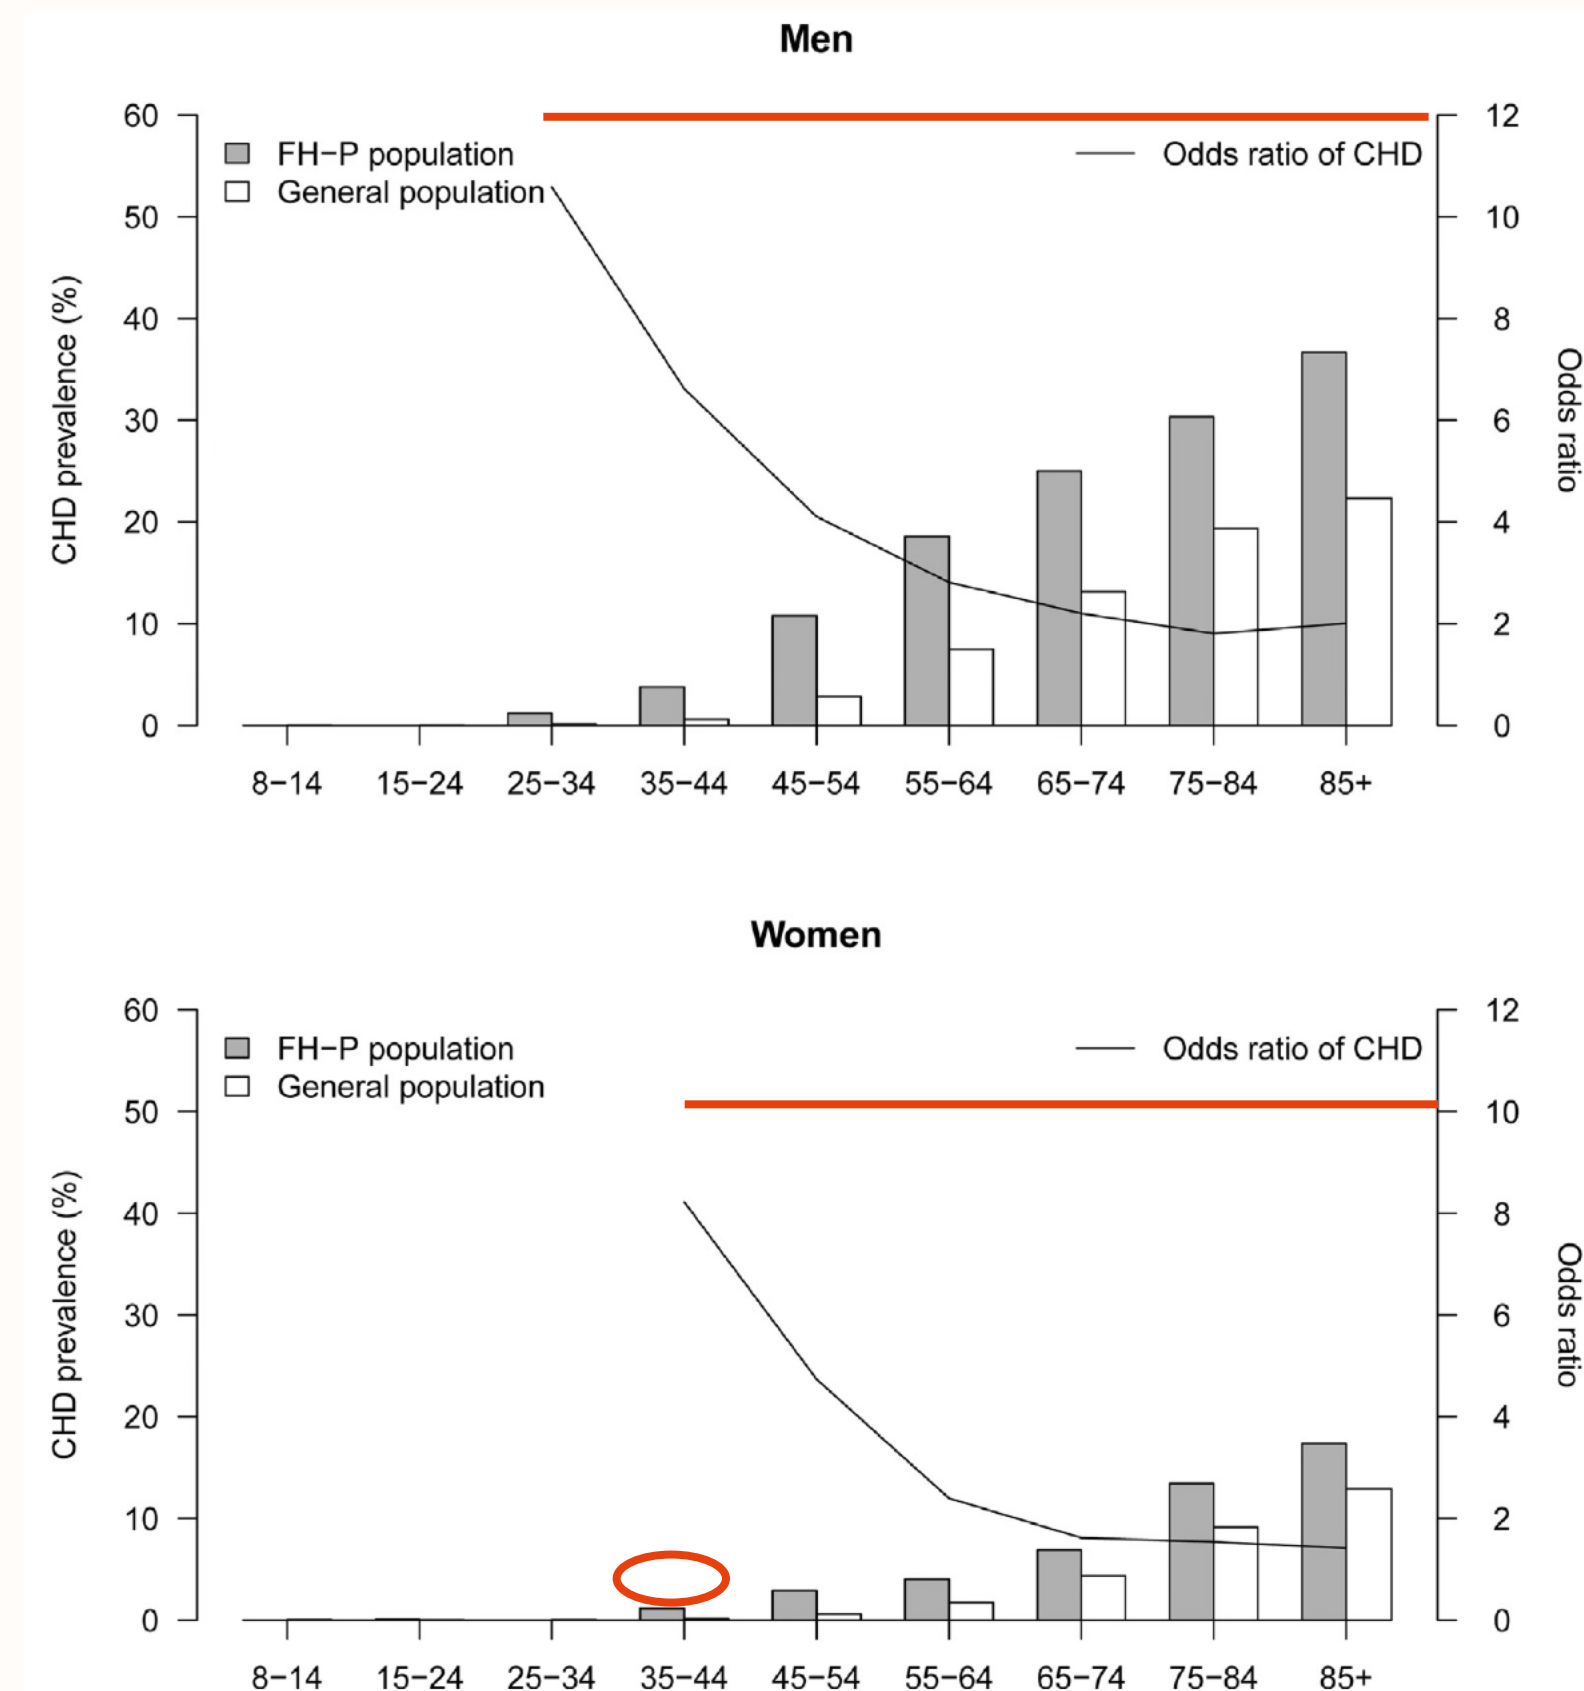 Men
60
50
40
30
20
10
0
CHD prevalence (%)
FH−P population
General population
Odds ratio of CHD
12
10
8
6
4
2
0
Odds ratio
8−14 15−24 25−34 35−44 45−54 55−64 65−74 75−84 85+
Women
60
50
40
30
20
10
0
CHD prevalence (%)
FH−P population
General population
Odds ratio of CHD
12
10
8
6
4
2
0
Odds ratio
8−14 15−24 25−34 35−44 45−54 55−64 65−74 75−84 85+